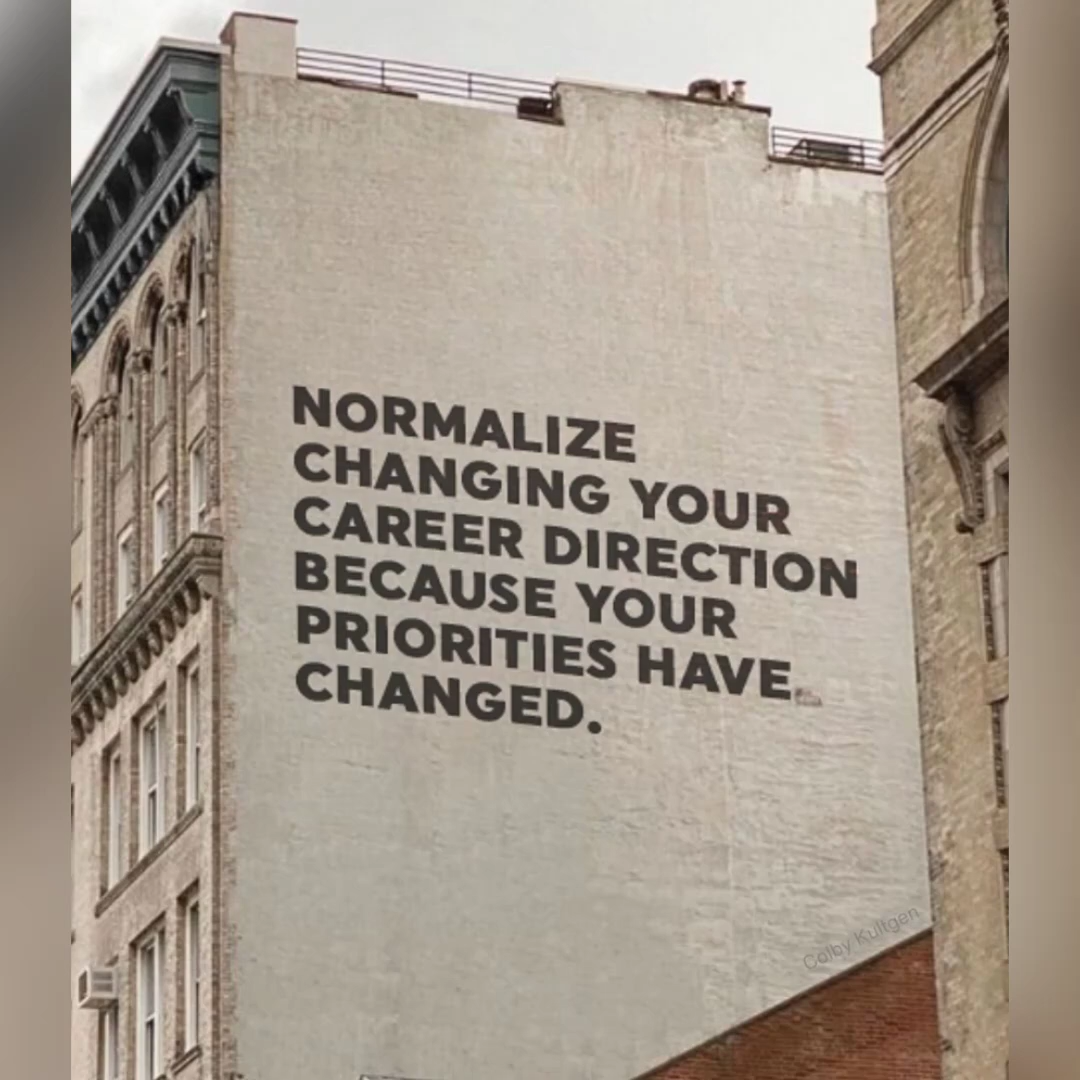 NORMALIZE
CHANGING YOUR
CAREER DIRECTION
BECAUSE YOUR
PRIORITIES HAVE
CHANGED.
Colby Kultgen